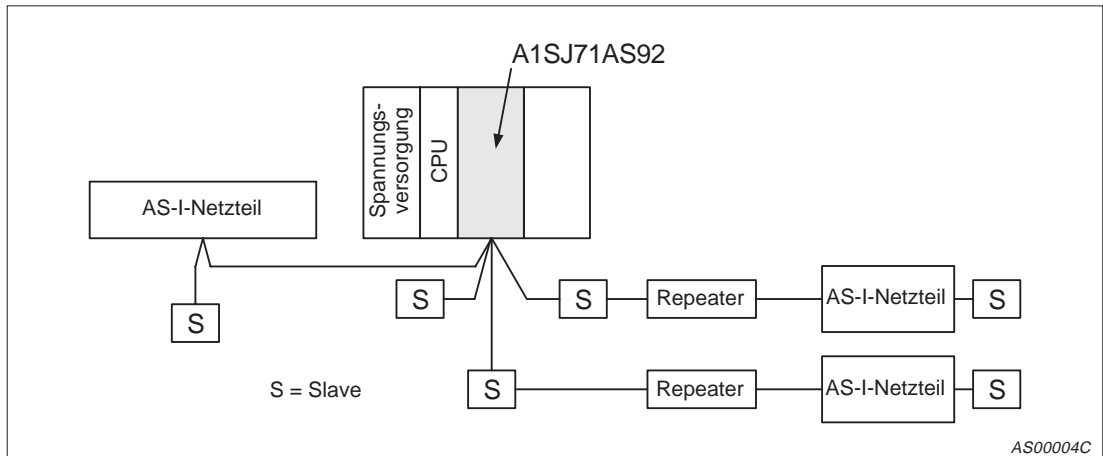 A1SJ71AS92
Spannungs-
versorgung
CPU
AS-I-Netzteil
S
S
S
Repeater
AS-I-Netzteil
S
S = Slave
S
Repeater
AS-I-Netzteil
S
AS00004C